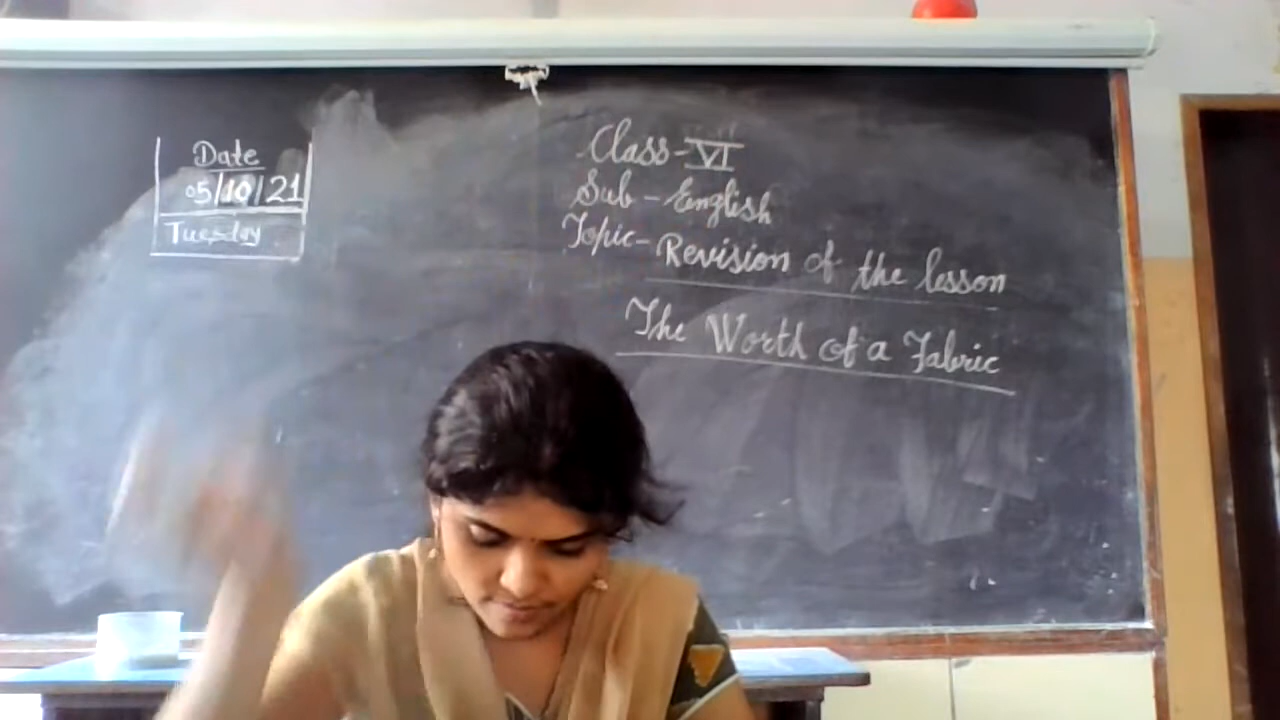 Date
05/10/21
Tuesday
Class-VI
Sub-English
Topic-Revision of the lesson
The Worth of a Fabric